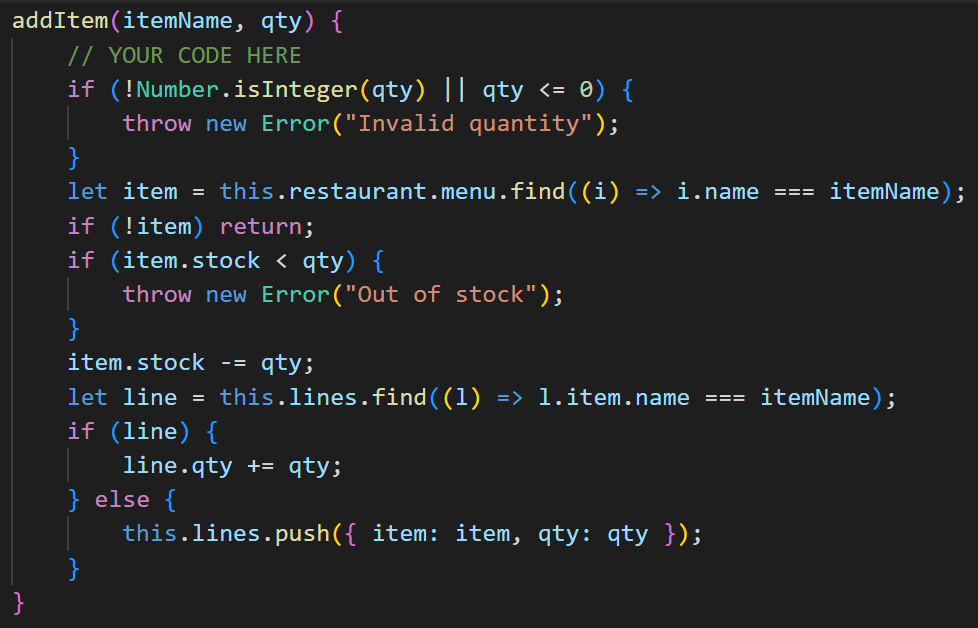 addItem(itemName, qty) {
    // YOUR CODE HERE
    if (!Number.isInteger(qty) || qty <= 0) {
        throw new Error("Invalid quantity");
    }
    let item = this.restaurant.menu.find((i) => i.name === itemName);
    if (!item) return;
    if (item.stock < qty) {
        throw new Error("Out of stock");
    }
    item.stock -= qty;
    let line = this.lines.find((l) => l.item.name === itemName);
    if (line) {
        line.qty += qty;
    } else {
        this.lines.push({ item: item, qty: qty });
    }
}